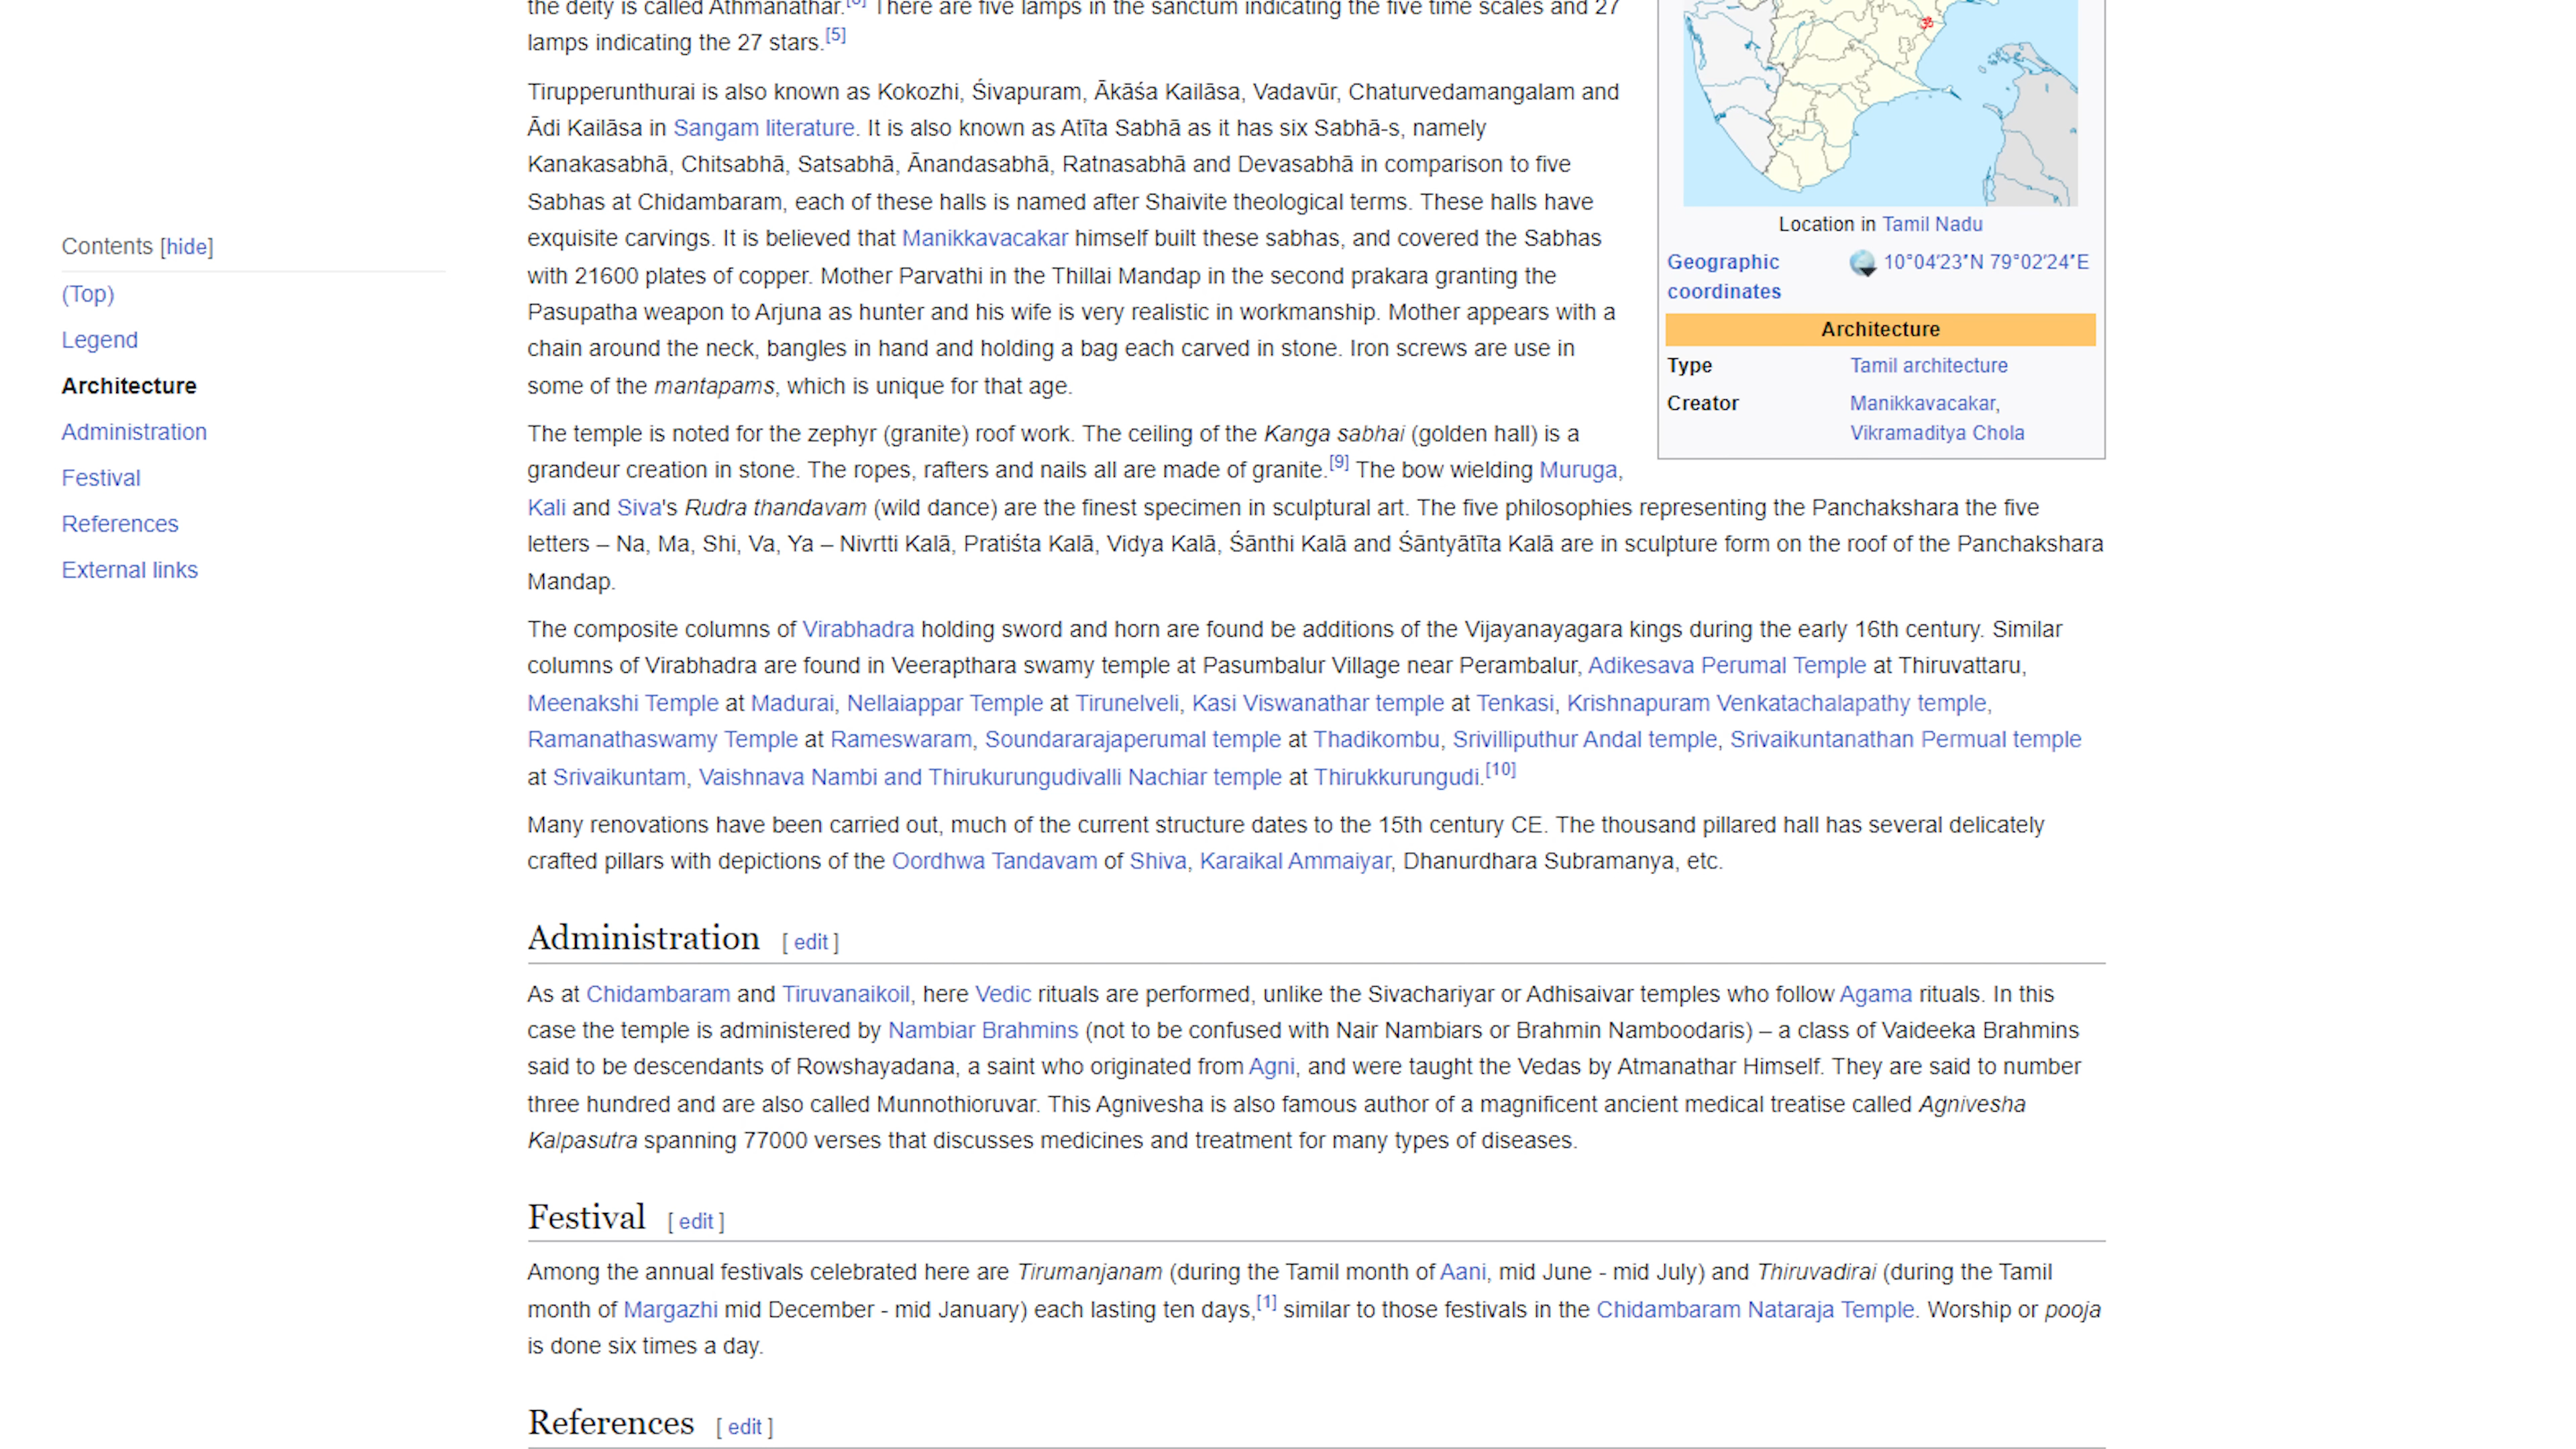 the deity is called Athmanathar. There are five lamps in the sanctum indicating the five time scales and 27
lamps indicating the 27 stars.[5]
Tirupperunthurai is also known as Kokozhi, Śivapuram, Ākāśa Kailāsa, Vadavūr, Chaturvedamangalam and
Ādi Kailāsa in Sangam literature. It is also known as Atīta Sabhā as it has six Sabhā-s, namely
Kanakasabhā, Chitsabhā, Satsabhā, Ānandasabhā, Ratnasabhā and Devasabhā in comparison to five
Sabhas at Chidambaram, each of these halls is named after Shaivite theological terms. These halls have
exquisite carvings. It is believed that Manikkavacakar himself built these sabhas, and covered the Sabhas
with 21600 plates of copper. Mother Parvathi in the Thillai Mandap in the second prakara granting the
Pasupatha weapon to Arjuna as hunter and his wife is very realistic in workmanship. Mother appears with a
chain around the neck, bangles in hand and holding a bag each carved in stone. Iron screws are use in
some of the mantapams, which is unique for that age.
The temple is noted for the zephyr (granite) roof work. The ceiling of the Kanga sabhai (golden hall) is a
grandeur creation in stone. The ropes, rafters and nails all are made of granite.[9] The bow wielding Muruga,
Kali and Siva's Rudra thandavam (wild dance) are the finest specimen in sculptural art. The five philosophies representing the Panchakshara the five
letters – Na, Ma, Shi, Va, Ya – Nivrtti Kalā, Pratiśta Kalā, Vidya Kalā, Śānthi Kalā and Śāntyātīta Kalā are in sculpture form on the roof of the Panchakshara
Mandap.
The composite columns of Virabhadra holding sword and horn are found be additions of the Vijayanayagara kings during the early 16th century. Similar
columns of Virabhadra are found in Veerapthara swamy temple at Pasumbalur Village near Perambalur, Adikesava Perumal Temple at Thiruvattaru,
Meenakshi Temple at Madurai, Nellaiappar Temple at Tirunelveli, Kasi Viswanathar temple at Tenkasi, Krishnapuram Venkatachalapathy temple,
Ramanathaswamy Temple at Rameswaram, Soundararajaperumal temple at Thadikombu, Srivilliputhur Andal temple, Srivaikuntanathan Permual temple
at Srivaikuntam, Vaishnava Nambi and Thirukurungudivalli Nachiar temple at Thirukkurungudi.[10]
Many renovations have been carried out, much of the current structure dates to the 15th century CE. The thousand pillared hall has several delicately
crafted pillars with depictions of the Oordhwa Tandavam of Shiva, Karaikal Ammaiyar, Dhanurdhara Subramanya, etc.
Administration [ edit ]
As at Chidambaram and Tiruvanaikoil, here Vedic rituals are performed, unlike the Sivachariyar or Adhisaivar temples who follow Agama rituals. In this
case the temple is administered by Nambiar Brahmins (not to be confused with Nair Nambiars or Brahmin Namboodaris) – a class of Vaideeka Brahmins
said to be descendants of Rowshayadana, a saint who originated from Agni, and were taught the Vedas by Atmanathar Himself. They are said to number
three hundred and are also called Munnothioruvar. This Agnivesha is also famous author of a magnificent ancient medical treatise called Agnivesha
Kalpasutra spanning 77000 verses that discusses medicines and treatment for many types of diseases.
Festival [ edit ]
Among the annual festivals celebrated here are Tirumanjanam (during the Tamil month of Aani, mid June - mid July) and Thiruvadirai (during the Tamil
month of Margazhi mid December - mid January) each lasting ten days,[1] similar to those festivals in the Chidambaram Nataraja Temple. Worship or pooja
is done six times a day.
References [ edit ]
Contents [hide]
(Top)
Legend
Architecture
Administration
Festival
References
External links
ॐ
Location in Tamil Nadu
Geographic 10°04′23″N 79°02′24″E
coordinates
Architecture
Type Tamil architecture
Creator Manikkavacakar,
Vikramaditya Chola